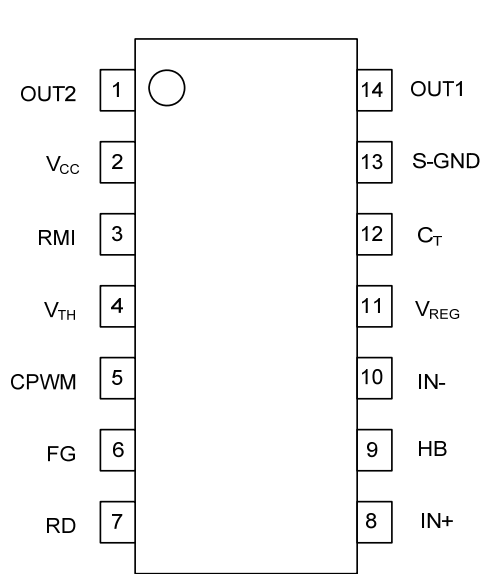 OUT2 1 14 OUT1
VCC 2 13 S-GND
RMI 3 12 CT
VTH 4 11 VREG
CPWM 5 10 IN-
FG 6 9 HB
RD 7 8 IN+